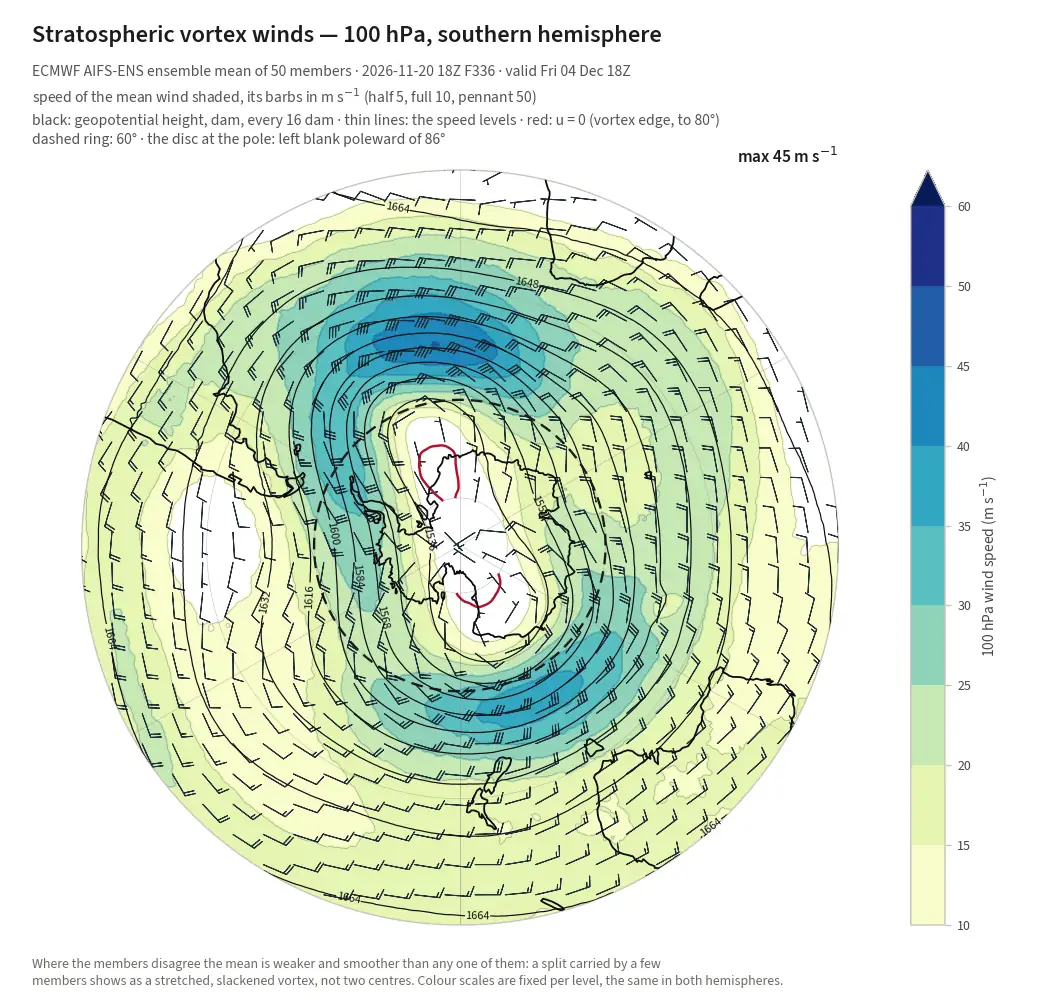 Stratospheric vortex winds — 100 hPa, southern hemisphere
ECMWF AIFS-ENS ensemble mean of 50 members · 2026-11-20 18Z F336 · valid Fri 04 Dec 18Z
speed of the mean wind shaded, its barbs in m s⁻¹ (half 5, full 10, pennant 50)
black: geopotential height, dam, every 16 dam · thin lines: the speed levels · red: u = 0 (vortex edge, to 80°)
dashed ring: 60° · the disc at the pole: left blank poleward of 86°
max 45 m s⁻¹
1664
1648
1600
1584
1568
1616
1632
1664
1664
1664
1664
60
50
45
40
35
30
25
20
15
10
100 hPa wind speed (m s⁻¹)
Where the members disagree the mean is weaker and smoother than any one of them: a split carried by a few
members shows as a stretched, slackened vortex, not two centres. Colour scales are fixed per level, the same in both hemispheres.